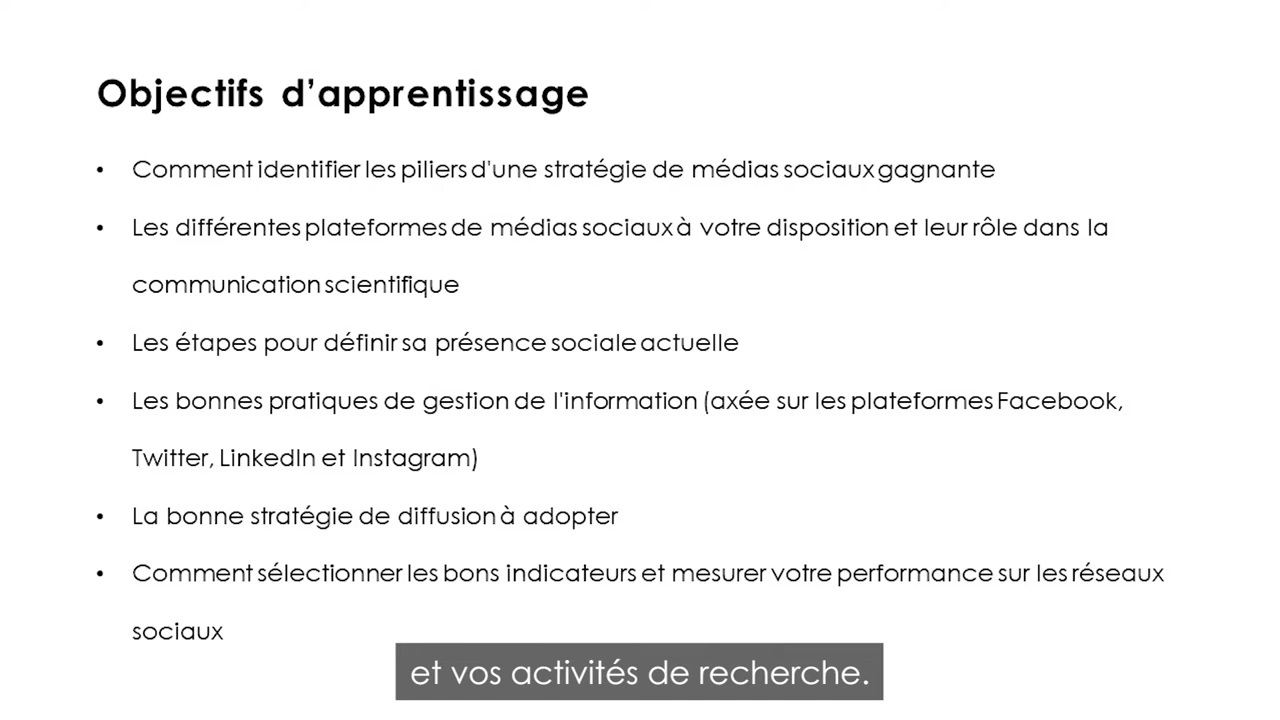 Objectifs d’apprentissage
• Comment identifier les piliers d'une stratégie de médias sociaux gagnante
• Les différentes plateformes de médias sociaux à votre disposition et leur rôle dans la
communication scientifique
• Les étapes pour définir sa présence sociale actuelle
• Les bonnes pratiques de gestion de l'information (axée sur les plateformes Facebook,
Twitter, LinkedIn et Instagram)
• La bonne stratégie de diffusion à adopter
• Comment sélectionner les bons indicateurs et mesurer votre performance sur les réseaux
sociaux
et vos activités de recherche.